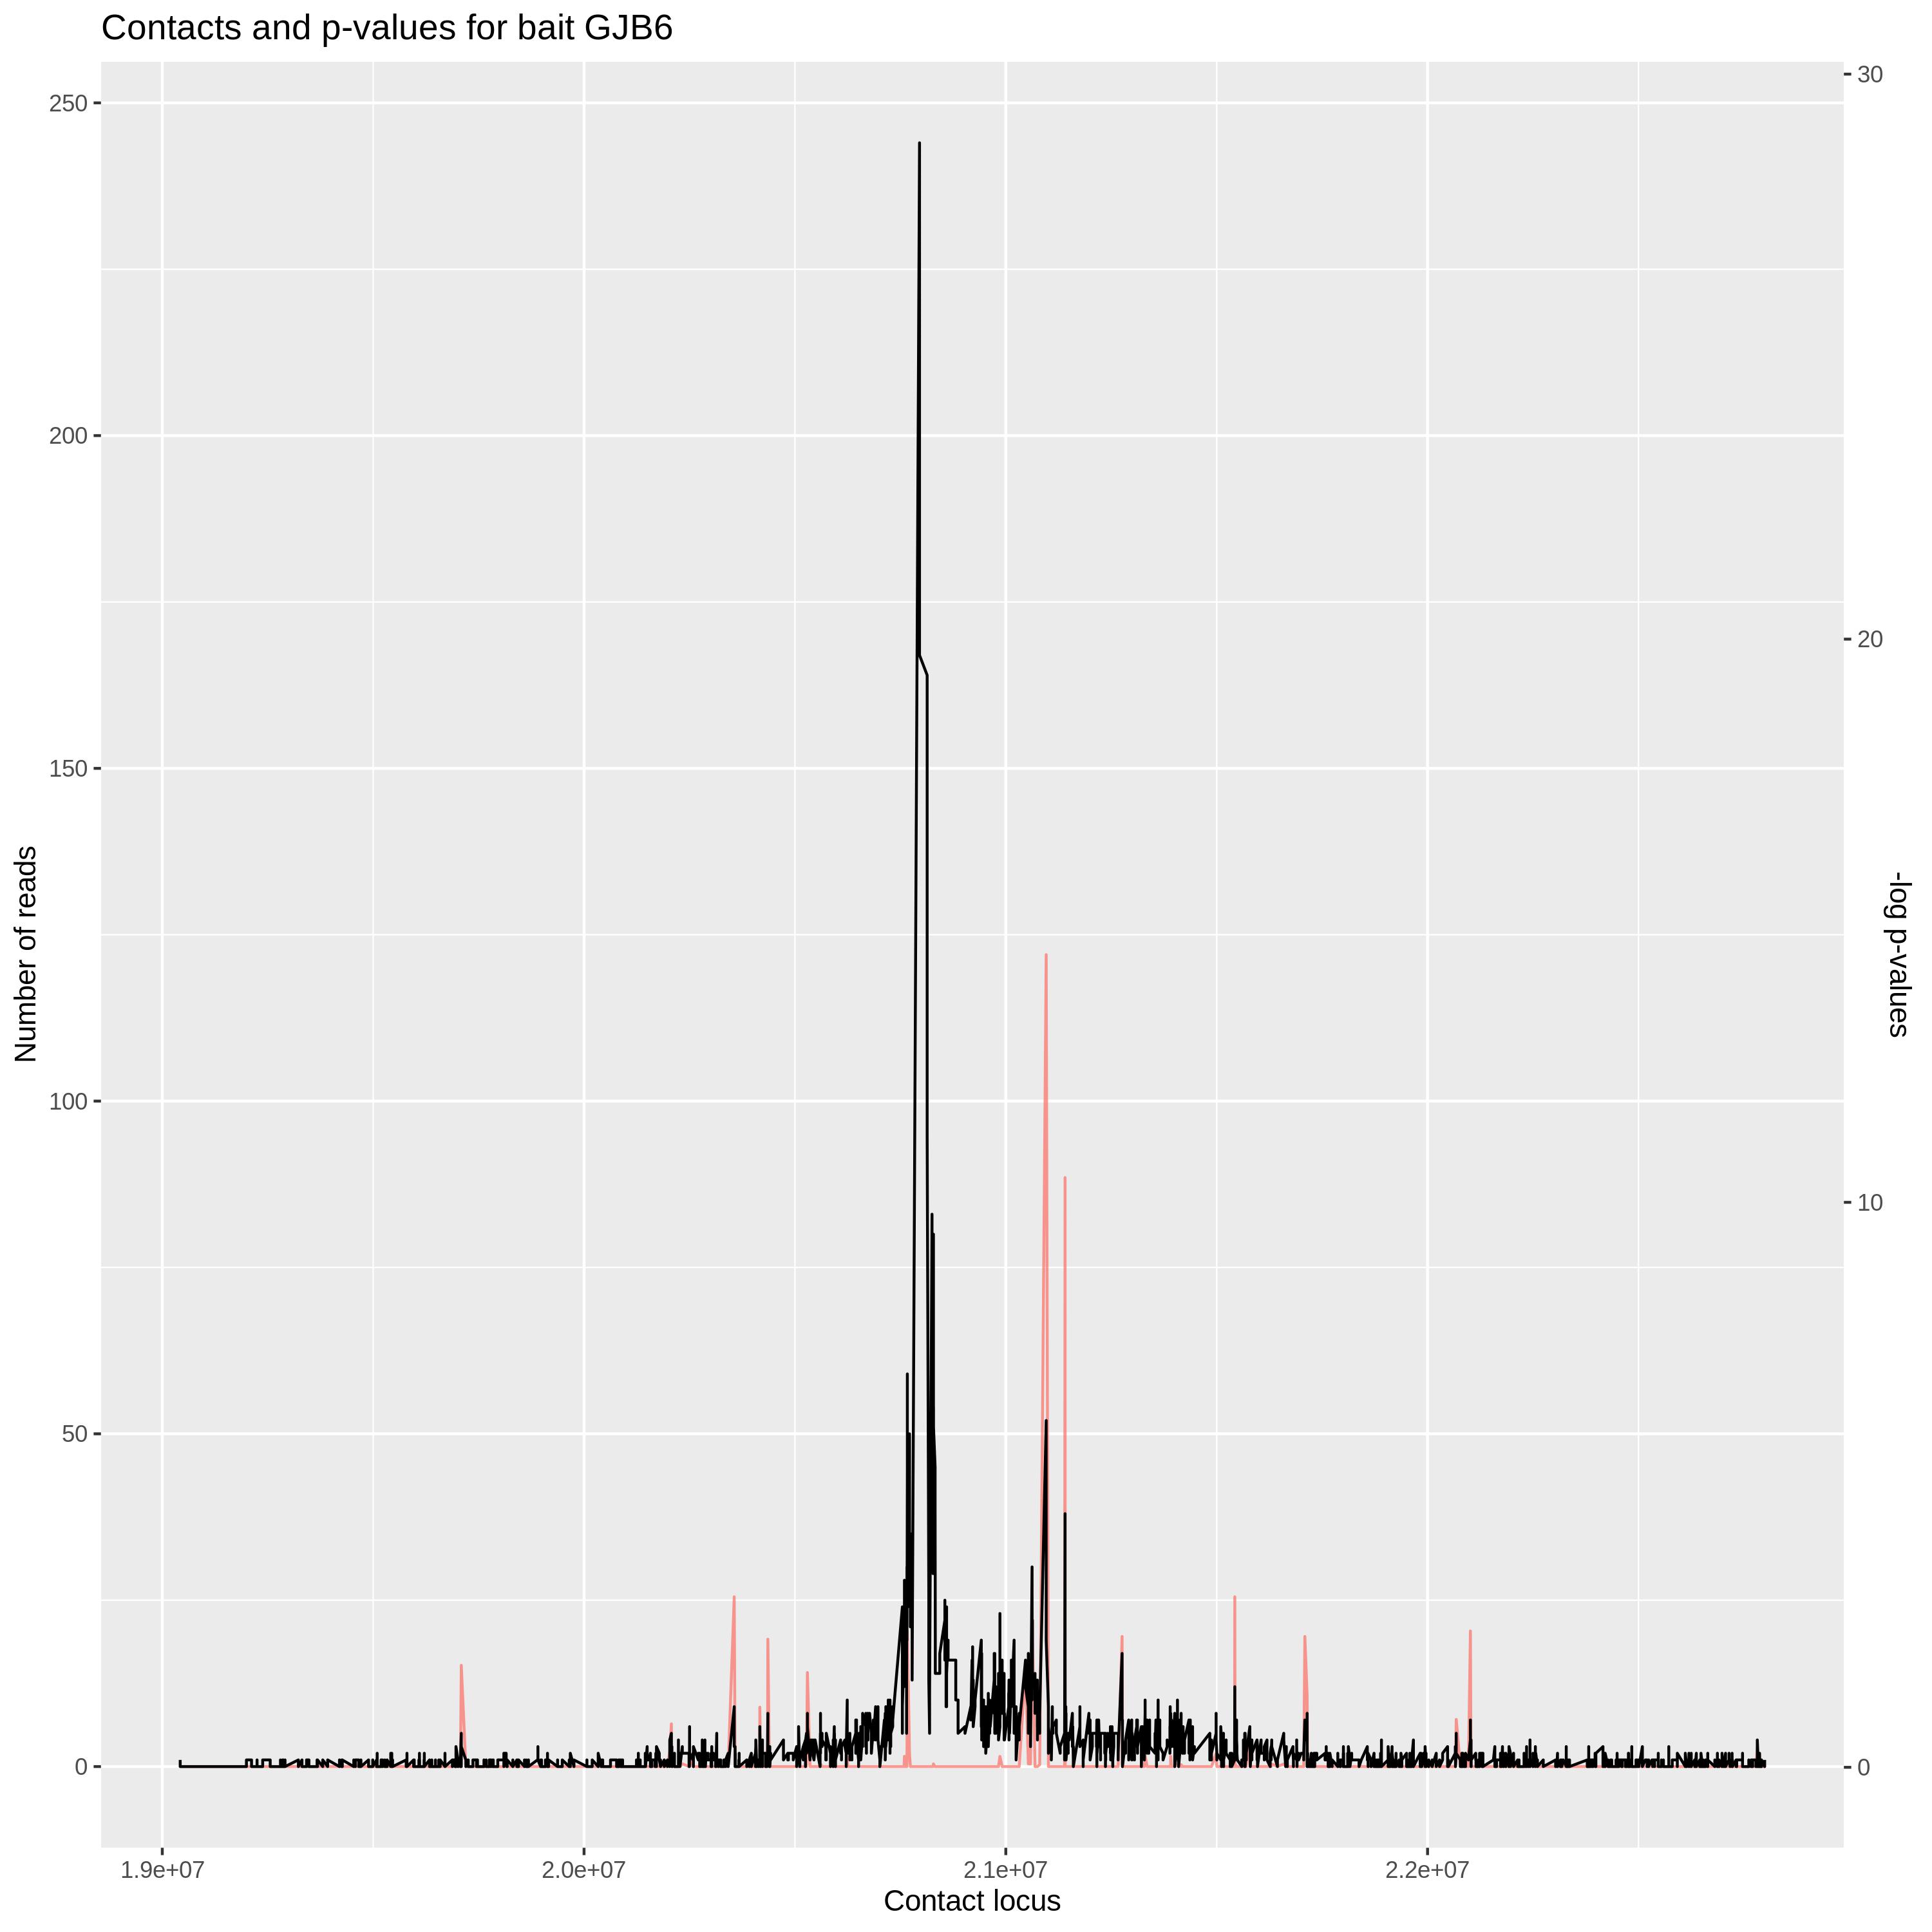 Contacts and p-values for bait GJB6
250
200
150
100
50
0
30
20
10
0
Number of reads
-log p-values
1.9e+07
2.0e+07
2.1e+07
2.2e+07
Contact locus